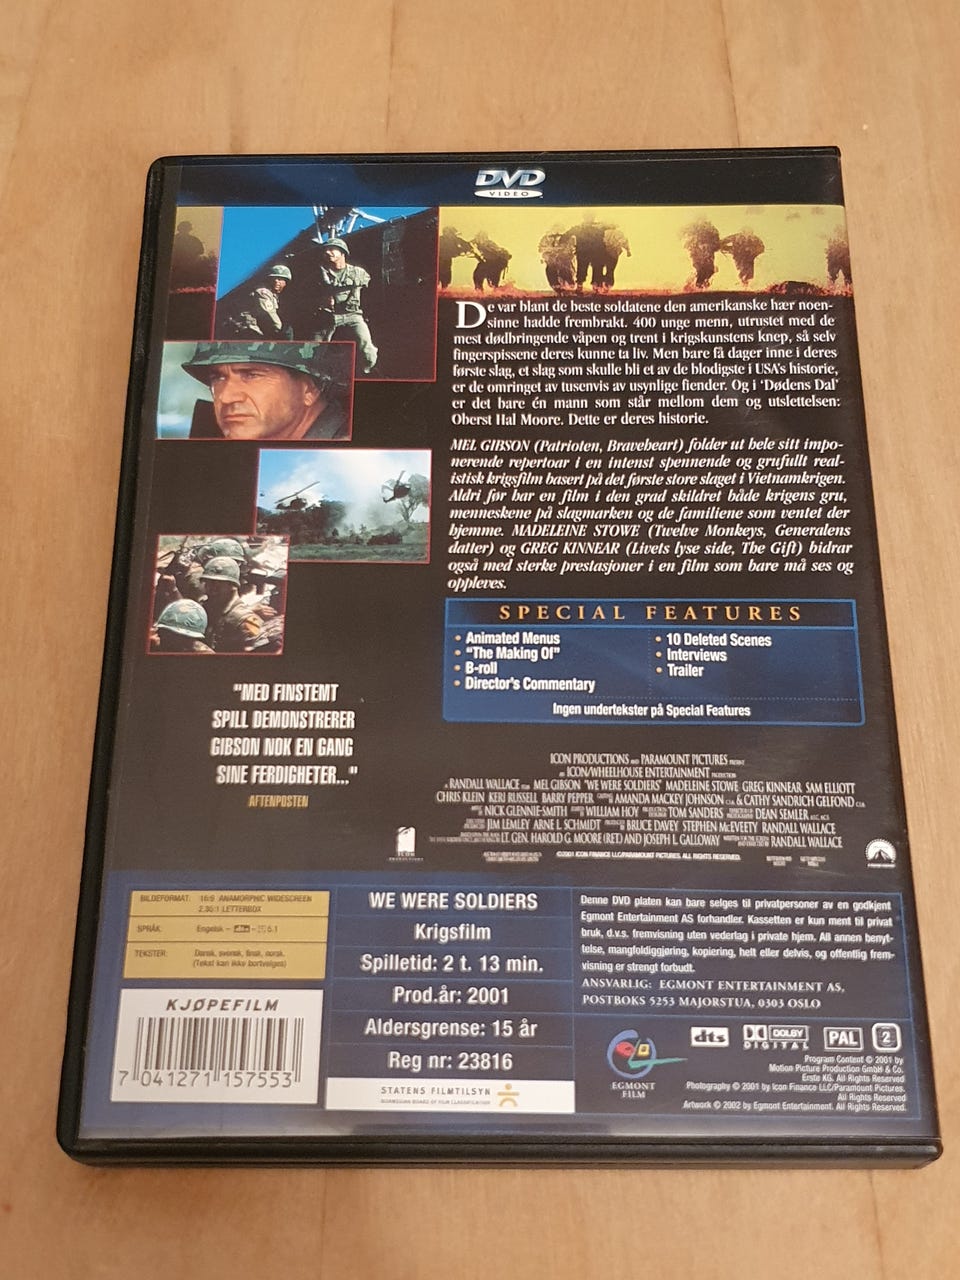 DVD
VIDEO
De var blant de beste soldatene den amerikanske hær noen-
sinne hadde frembrakt. 400 unge menn, utrustet med de
mest dødbringende våpen og trent i krigskunstens knep, så selv
fingerspissene deres kunne ta liv. Men bare få dager inne i deres
første slag, et slag som skulle bli et av de blodigste i USA's historie,
er de omringet av tusenvis av usynlige fiender. Og i 'Dødens Dal'
er det bare én mann som står mellom dem og utslettelsen:
Oberst Hal Moore. Dette er deres historie.
MEL GIBSON (Patrioten, Braveheart) folder ut hele sitt impo-
nerende repertoar i en intenst spennende og grufullt real-
istisk krigsfilm basert på det første store slaget i Vietnamkrigen.
Aldri før har en film i den grad skildret både krigens gru,
menneskene på slagmarken og de familiene som ventet der
hjemme. MADELEINE STOWE (Twelve Monkeys, Generalens
datter) og GREG KINNEAR (Livets lyse side, The Gift) bidrar
også med sterke prestasjoner i en film som bare må ses og
oppleves.
SPECIAL FEATURES
• Animated Menus
• "The Making Of"
• B-roll
• Director's Commentary
• 10 Deleted Scenes
• Interviews
• Trailer
Ingen undertekster på Special Features
"MED FINSTEMT
SPILL DEMONSTRERER
GIBSON NOK EN GANG
SINE FERDIGHETER..."
AFTENPOSTEN
ICON PRODUCTIONS AND PARAMOUNT PICTURES PRESENT
AN ICON/WHEELHOUSE ENTERTAINMENT PRODUCTION
A RANDALL WALLACE FILM MEL GIBSON "WE WERE SOLDIERS" MADELEINE STOWE GREG KINNEAR SAM ELLIOTT
CHRIS KLEIN KERI RUSSELL BARRY PEPPER CASTING BY AMANDA MACKEY JOHNSON C.S.A. & CATHY SANDRICH GELFOND C.S.A.
NICK GLENNIE-SMITH WILLIAM HOY TOM SANDERS DEAN SEMLER
JIM LEMLEY ARNE L. SCHMIDT BRUCE DAVEY STEPHEN McEVEETY RANDALL WALLACE
LT. GEN. HAROLD G. MOORE (RET) AND JOSEPH L. GALLOWAY RANDALL WALLACE
ICON
©2001 ICON FINANCE LLC/PARAMOUNT PICTURES. ALL RIGHTS RESERVED.
BILDEFORMAT: 16:9 ANAMORPHIC WIDESCREEN
2.35:1 LETTERBOX
SPRÅK: Engelsk - dts - 5.1
TEKSTER: Dansk, svensk, finsk, norsk.
(Tekst kan ikke bortvelges)
KJØPEFILM
7 041271 157553
WE WERE SOLDIERS
Krigsfilm
Spilletid: 2 t. 13 min.
Prod.år: 2001
Aldersgrense: 15 år
Reg nr: 23816
STATENS FILMTILSYN
NORWEGIAN BOARD OF FILM CLASSIFICATION
Denne DVD platen kan bare selges til privatpersoner av en godkjent
Egmont Entertainment AS forhandler. Kassetten er kun ment til privat
bruk, d.v.s. fremvisning uten vederlag i private hjem. All annen benyt-
telse, mangfoldiggjøring, kopiering, helt eller delvis, og offentlig frem-
visning er strengt forbudt.
ANSVARLIG: EGMONT ENTERTAINMENT AS,
POSTBOKS 5253 MAJORSTUA, 0303 OSLO
EGMONT
FILM
dts
DOLBY
DIGITAL
PAL
2
Program Content © 2001 by
Motion Picture Production GmbH & Co.
Erste KG. All Rights Reserved
Photography © 2001 by Icon Finance LLC/Paramount Pictures.
All Rights Reserved
Artwork © 2002 by Egmont Entertainment. All Rights Reserved.